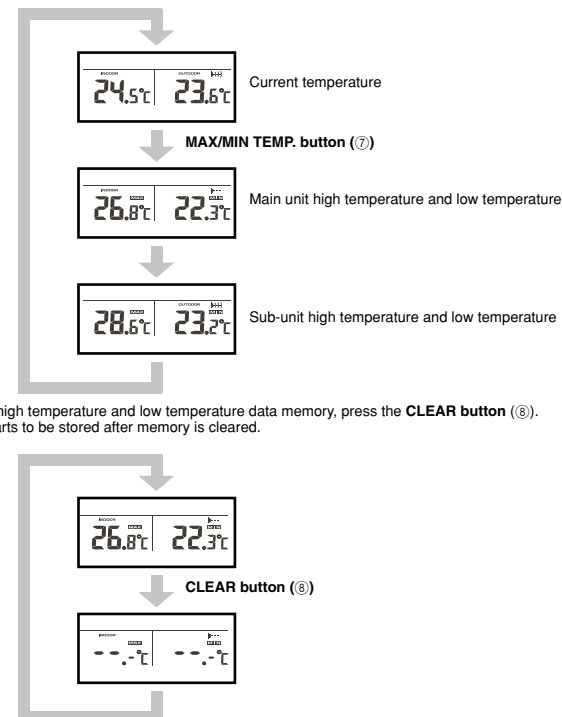 INDOOR OUTDOOR
24.5℃ 23.6℃
Current temperature
MAX/MIN TEMP. button (⑦)
INDOOR MAX MIN
26.8℃ 22.3℃
Main unit high temperature and low temperature
OUTDOOR
MAX MIN
28.6℃ 23.2℃
Sub-unit high temperature and low temperature
high temperature and low temperature data memory, press the CLEAR button (⑧).
arts to be stored after memory is cleared.
INDOOR MAX MIN
26.8℃ 22.3℃
CLEAR button (⑧)
INDOOR
MAX MIN
--.-℃ --.-℃